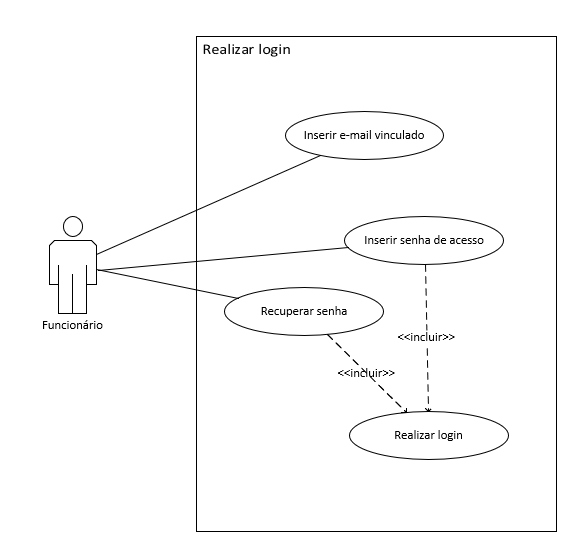 Realizar login
Inserir e-mail vinculado
Inserir senha de acesso
Recuperar senha
Funcionário
<<incluir>>
<<incluir>>
Realizar login